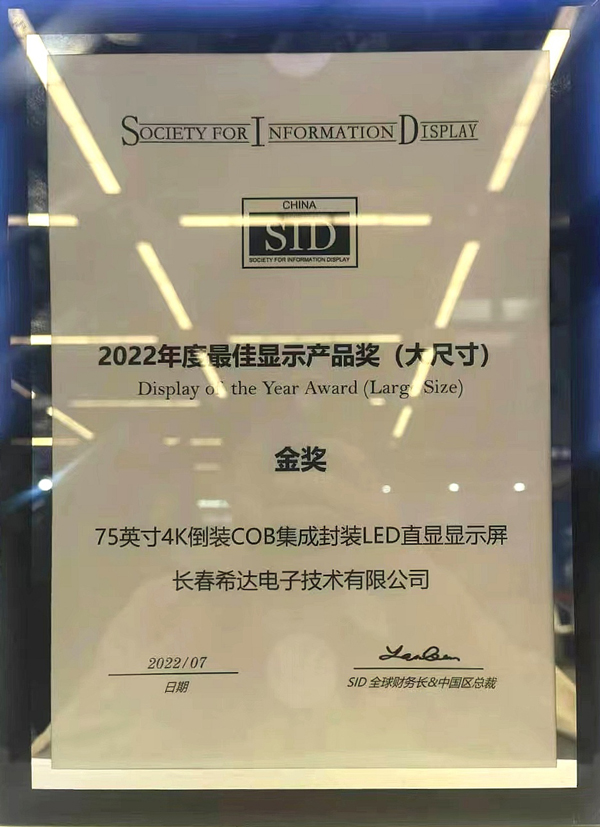 SOCIETY FOR INFORMATION DISPLAY
CHINA
SID
SOCIETY FOR INFORMATION DISPLAY
2022年度最佳显示产品奖（大尺寸）
Display of the Year Award (Large Size)
金奖
75英寸4K倒装COB集成封装LED直显显示屏
长春希达电子技术有限公司
2022/07
日期
SID 全球财务长&中国区总裁